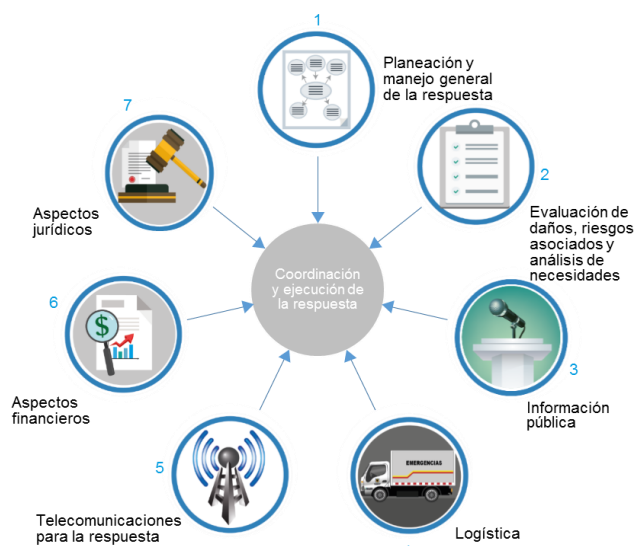 1
Planeación y
manejo general
de la respuesta
2
Evaluación de
daños, riesgos
asociados y
análisis de
necesidades
3
Información
pública
EMERGENCIAS
Logística
5
Telecomunicaciones
para la respuesta
6
$
Aspectos
financieros
7
Aspectos
jurídicos
Coordinación
y ejecución de
la respuesta